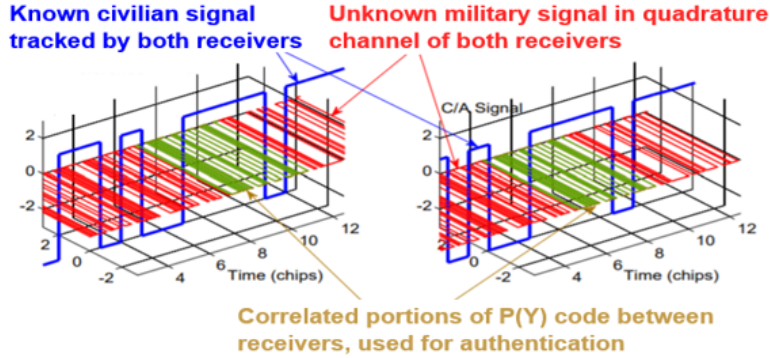 Known civilian signal
tracked by both receivers
Unknown military signal in quadrature
channel of both receivers
C/A Signal
2
0
-2
2
0
-2
4
6
8
10
12
Time (chips)
2
0
-2
2
0
-2
4
6
8
10
12
Time (chips)
Correlated portions of P(Y) code between
receivers, used for authentication